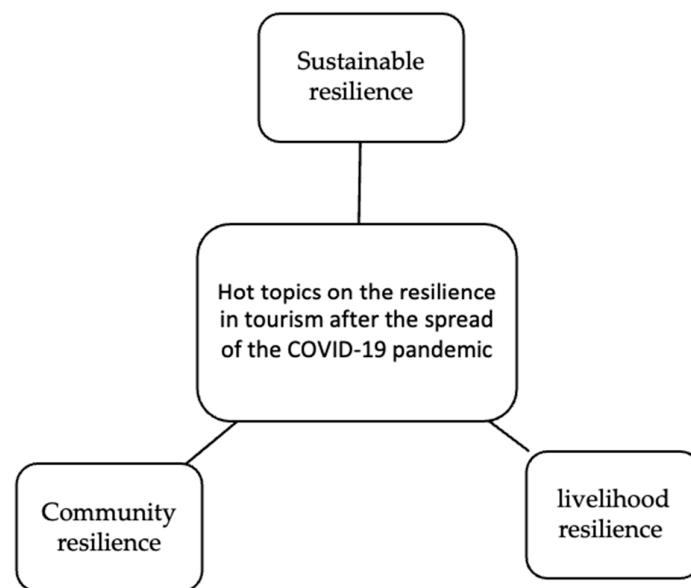 Sustainable
resilience
Hot topics on the resilience
in tourism after the spread
of the COVID-19 pandemic
Community
resilience
livelihood
resilience